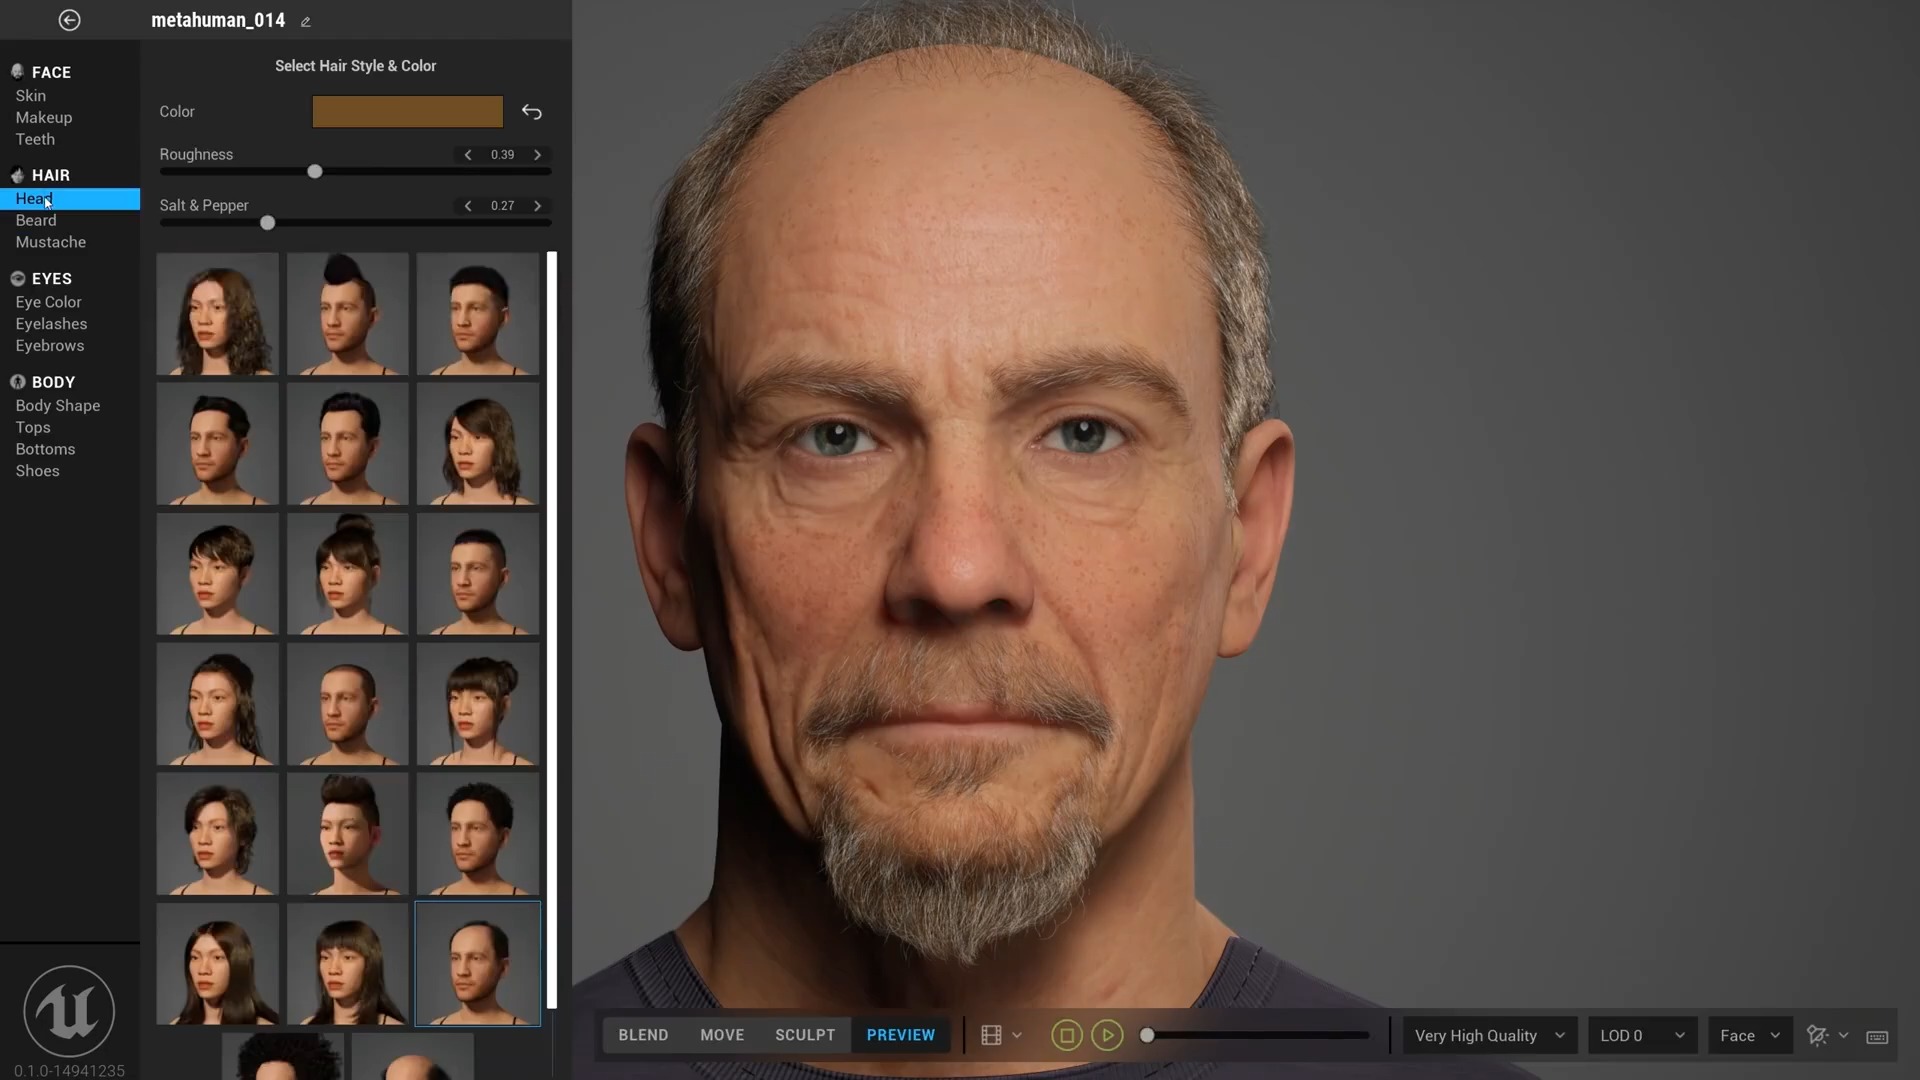 metahuman_014
FACE
Skin
Makeup
Teeth
HAIR
Head
Beard
Mustache
EYES
Eye Color
Eyelashes
Eyebrows
BODY
Body Shape
Tops
Bottoms
Shoes
0.1.0-14941235
Select Hair Style & Color
Color
Roughness
0.39
Salt & Pepper
0.27
BLEND
MOVE
SCULPT
PREVIEW
Very High Quality
LOD 0
Face